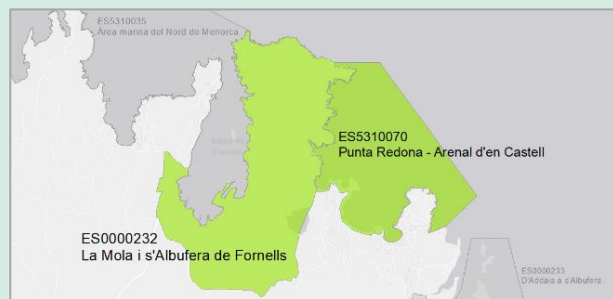 ES5310035
Àrea marina del Nord de Menorca
ES5310070
Punta Redona - Arenal d'en Castell
ES0000232
La Mola i s'Albufera de Fornells
ES0000233
D'Addaia a s'Albufera